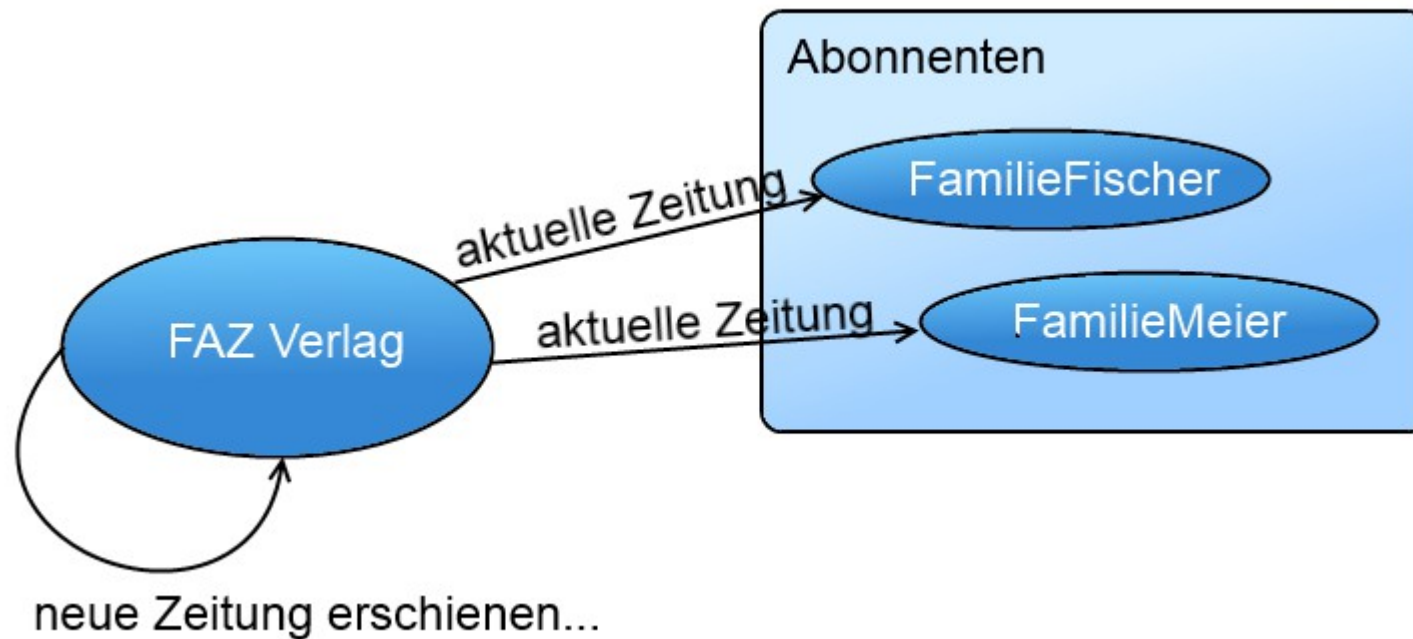 Abonnenten
FamilieFischer
aktuelle Zeitung
FamilieMeier
aktuelle Zeitung
FAZ Verlag
neue Zeitung erschienen...